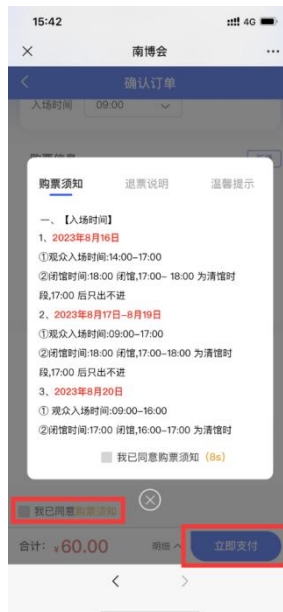 15:42
4G
南博会
确认订单
入场时间 09:00
购票须知 退票说明 温馨提示
一、【入场时间】
1、2023年8月16日
①观众入场时间:14:00-17:00
②闭馆时间:18:00 闭馆,17:00- 18:00 为清馆时
段,17:00 后只出不进
2、2023年8月17日-8月19日
①观众入场时间:09:00-17:00
②闭馆时间:18:00 闭馆,17:00-18:00 为清馆时
段,17:00 后只出不进
3、2023年8月20日
① 观众入场时间:09:00-16:00
②闭馆时间:17:00 闭馆,16:00-17:00 为清馆时
我已同意购票须知（8s）
我已同意购票须知
合计: ¥60.00 明细 立即支付